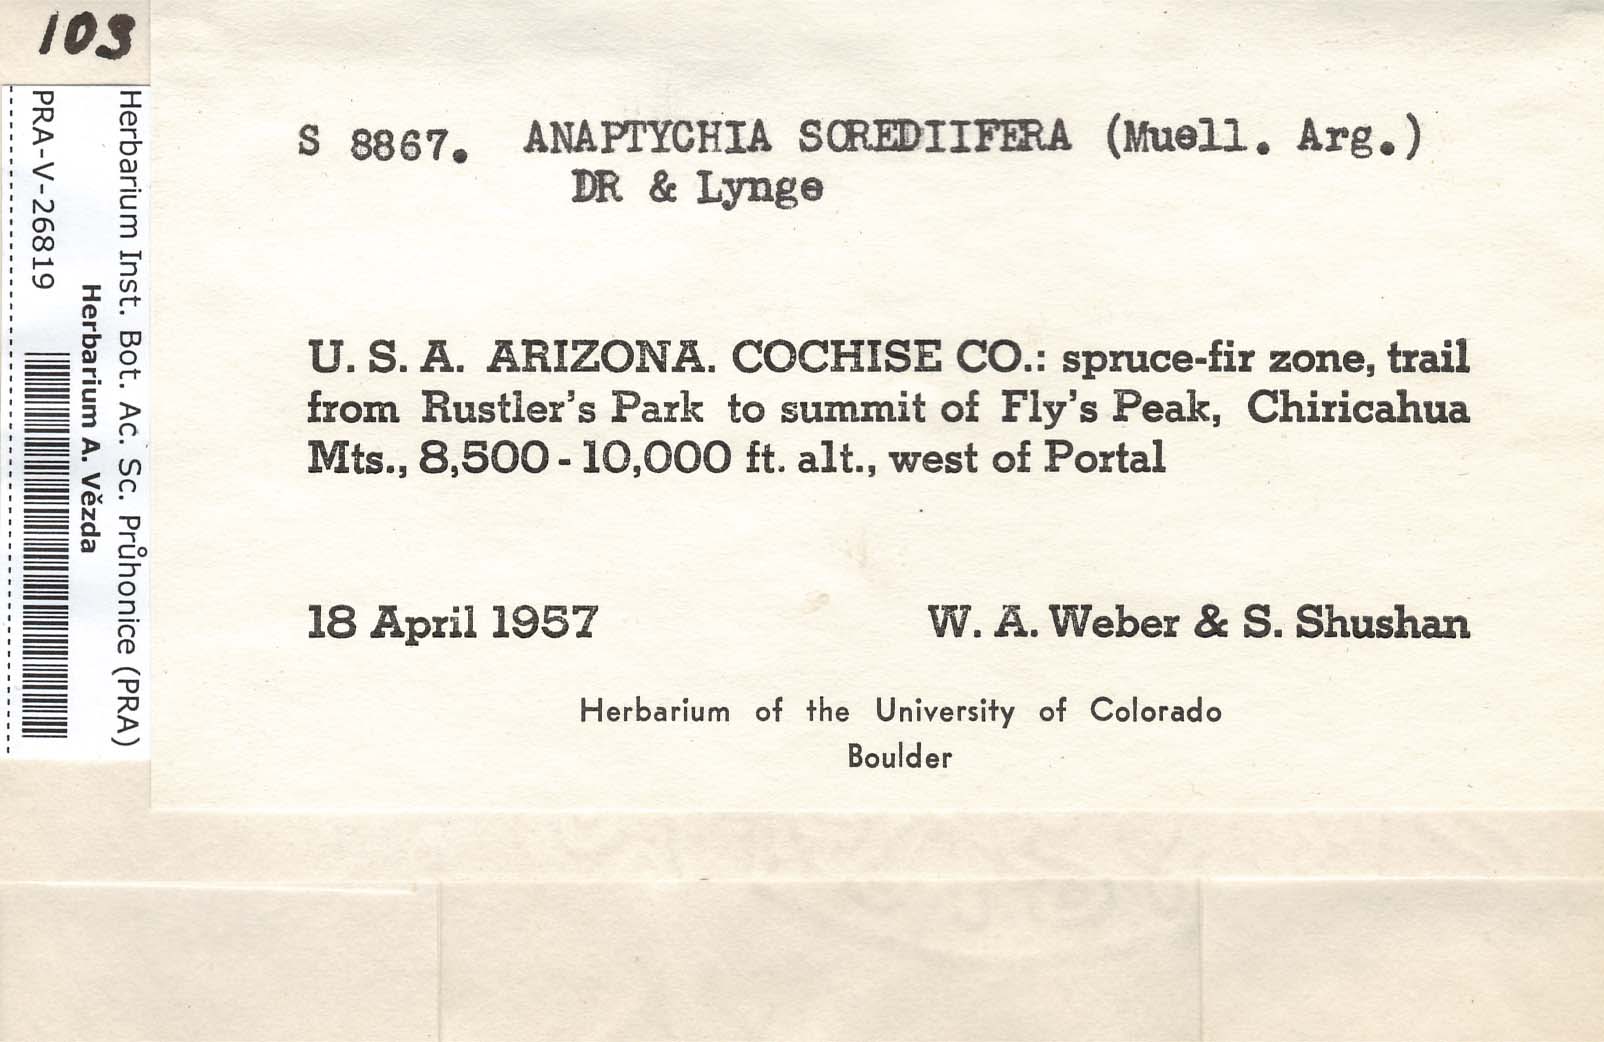 103
Herbarium Inst. Bot. Ac. Sc. Průhonice (PRA)
Herbarium A. Vězda
PRA-V-26819
S 8867. ANAPTYCHIA SOREDIIFERA (Muell. Arg.)
DR & Lynge
U. S. A. ARIZONA. COCHISE CO.: spruce-fir zone, trail
from Rustler's Park to summit of Fly's Peak, Chiricahua
Mts., 8,500 - 10,000 ft. alt., west of Portal
18 April 1957 W. A. Weber & S. Shushan
Herbarium of the University of Colorado
Boulder